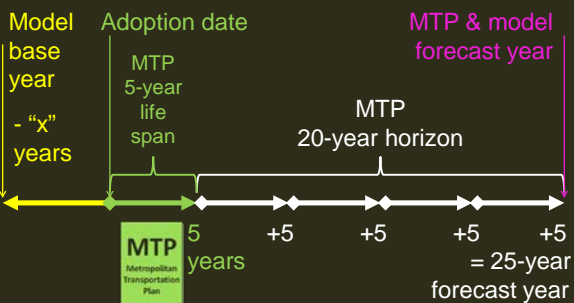 Model
base
year
- “x”
years
Adoption date
MTP
5-year
life
span
MTP & model
forecast year
MTP
20-year horizon
MTP
Metropolitan
Transportation
Plan
5
years
+5
+5
+5
+5
= 25-year
forecast year